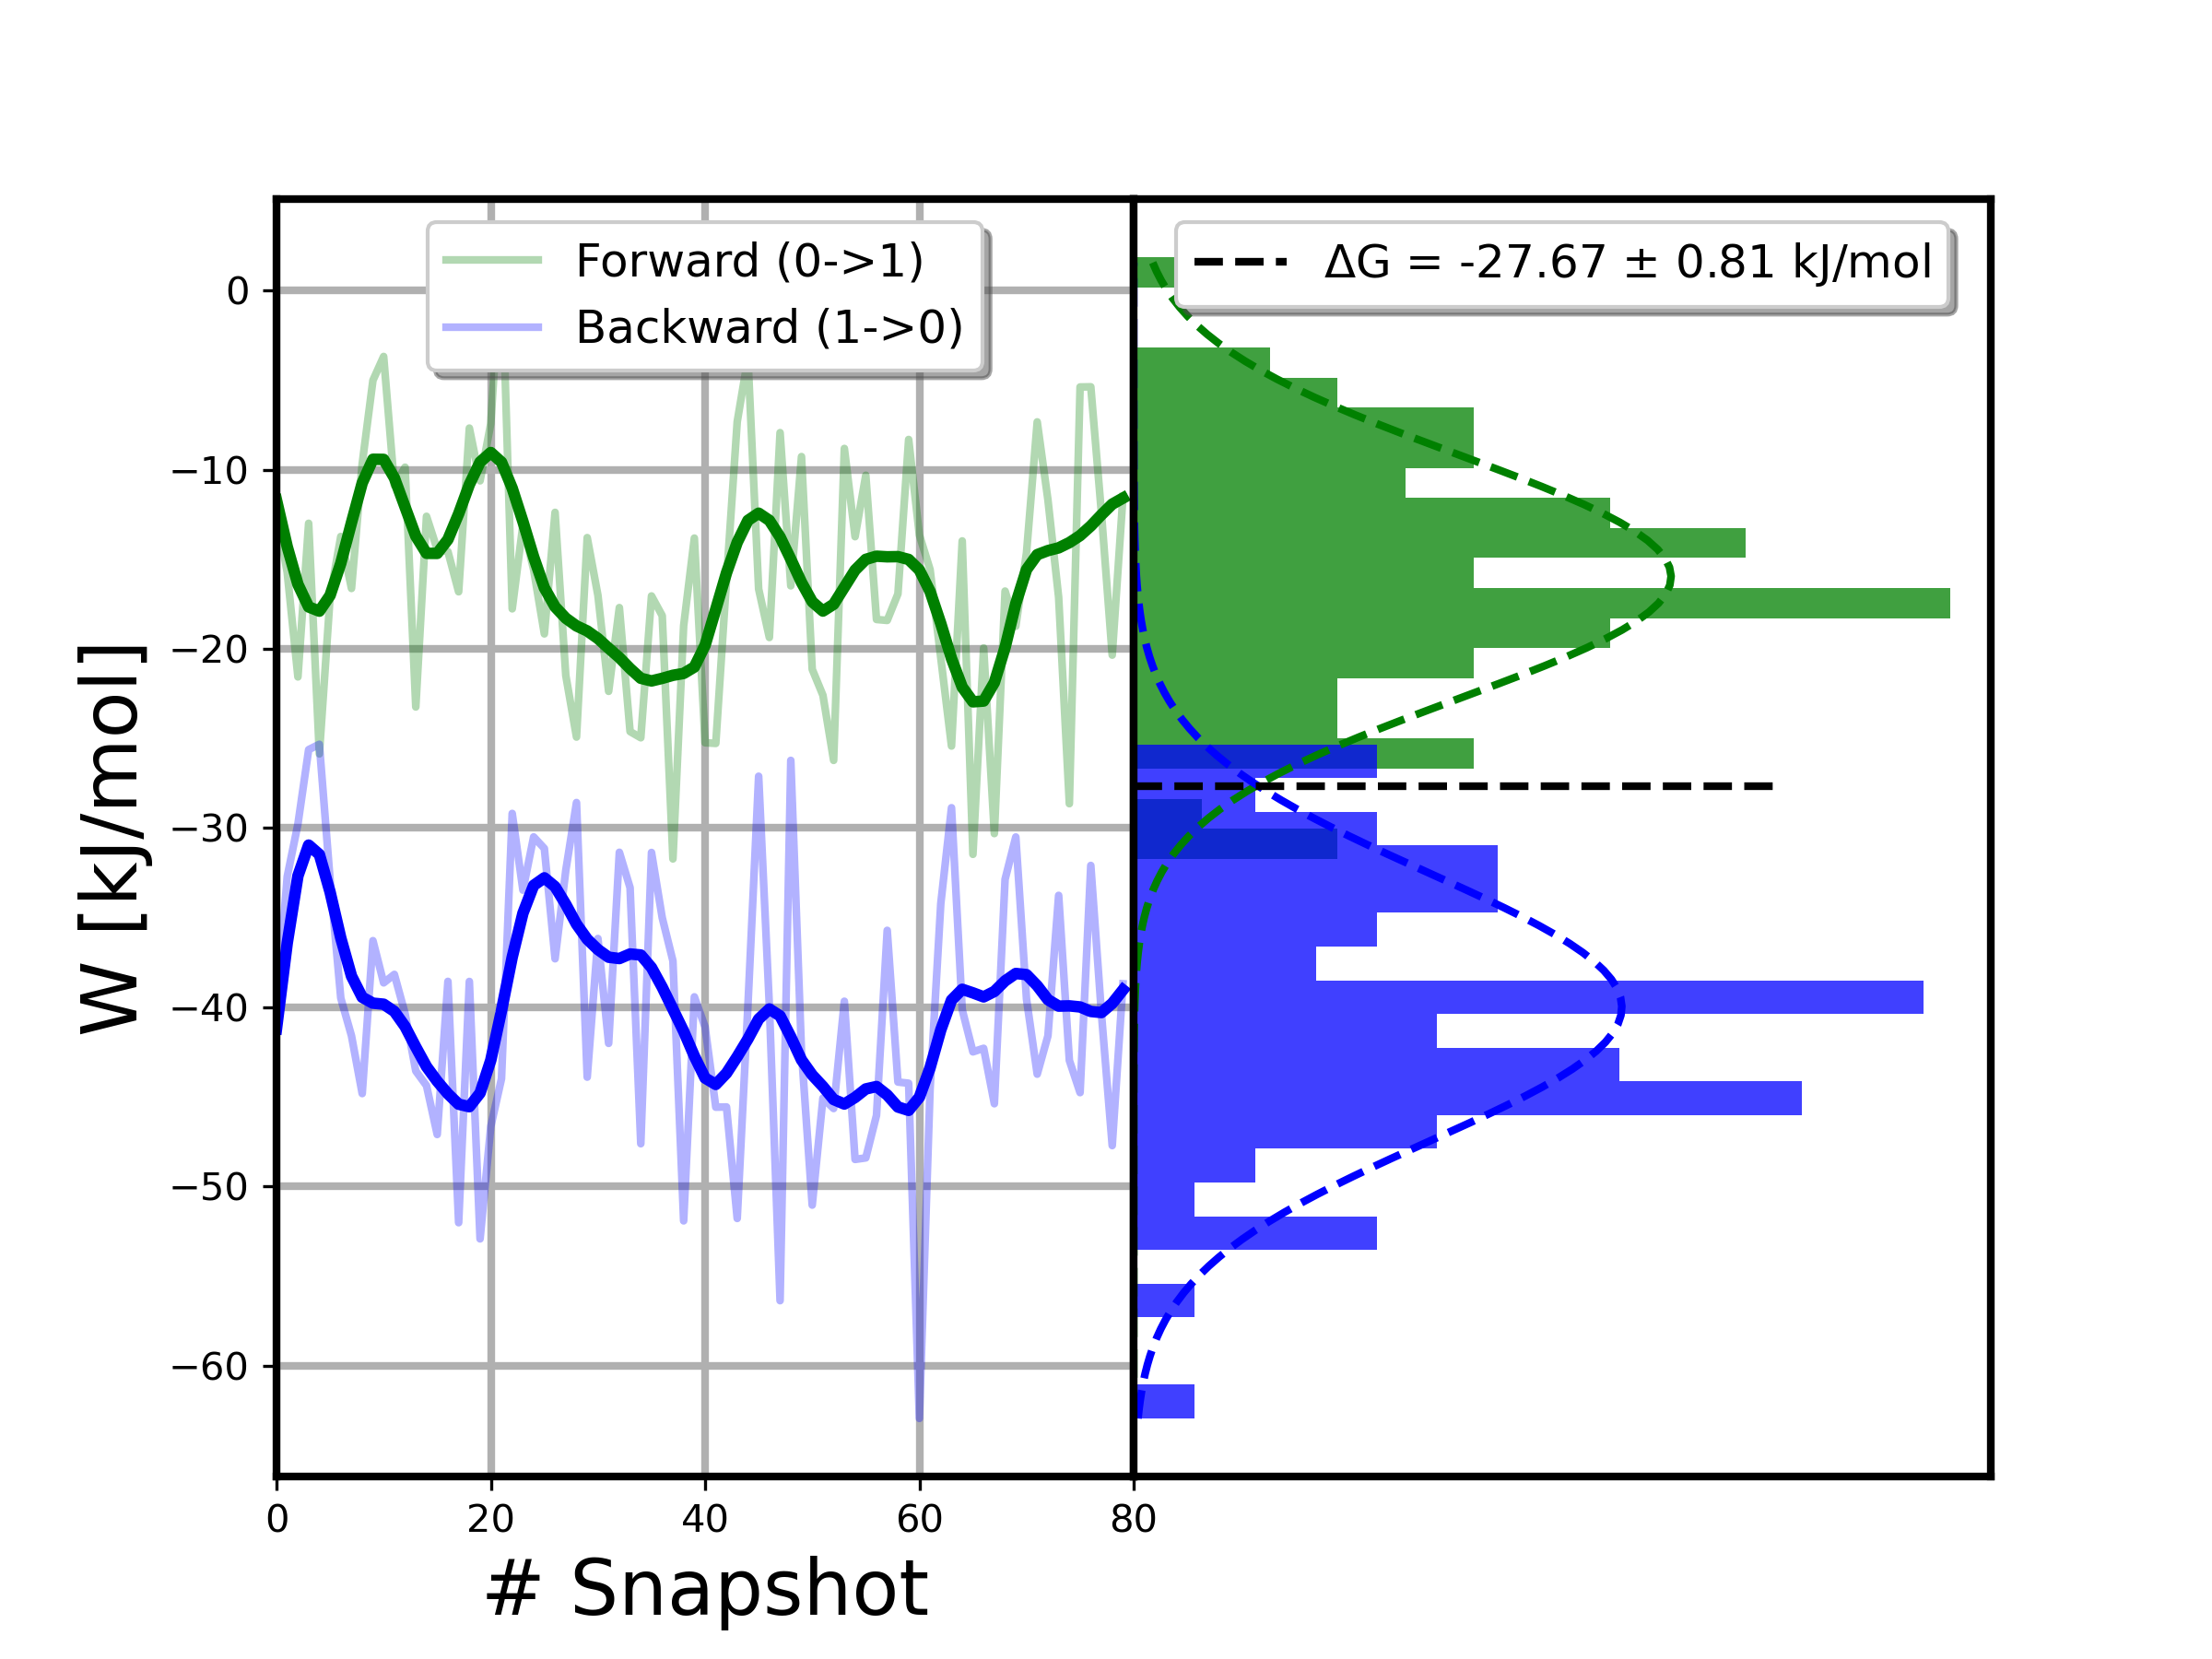 Forward (0->1)
Backward (1->0)
ΔG = -27.67 ± 0.81 kJ/mol
W [kJ/mol]
0
−10
−20
−30
−40
−50
−60
0 20 40 60 80
# Snapshot